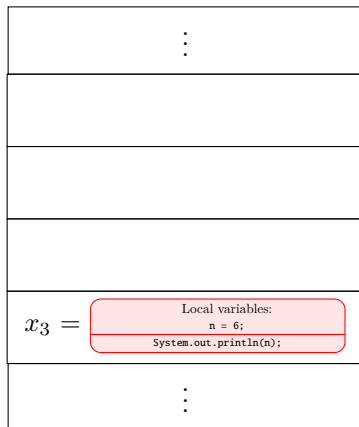 ⋮
x₃ =
Local variables:
n = 6;
System.out.println(n);
⋮